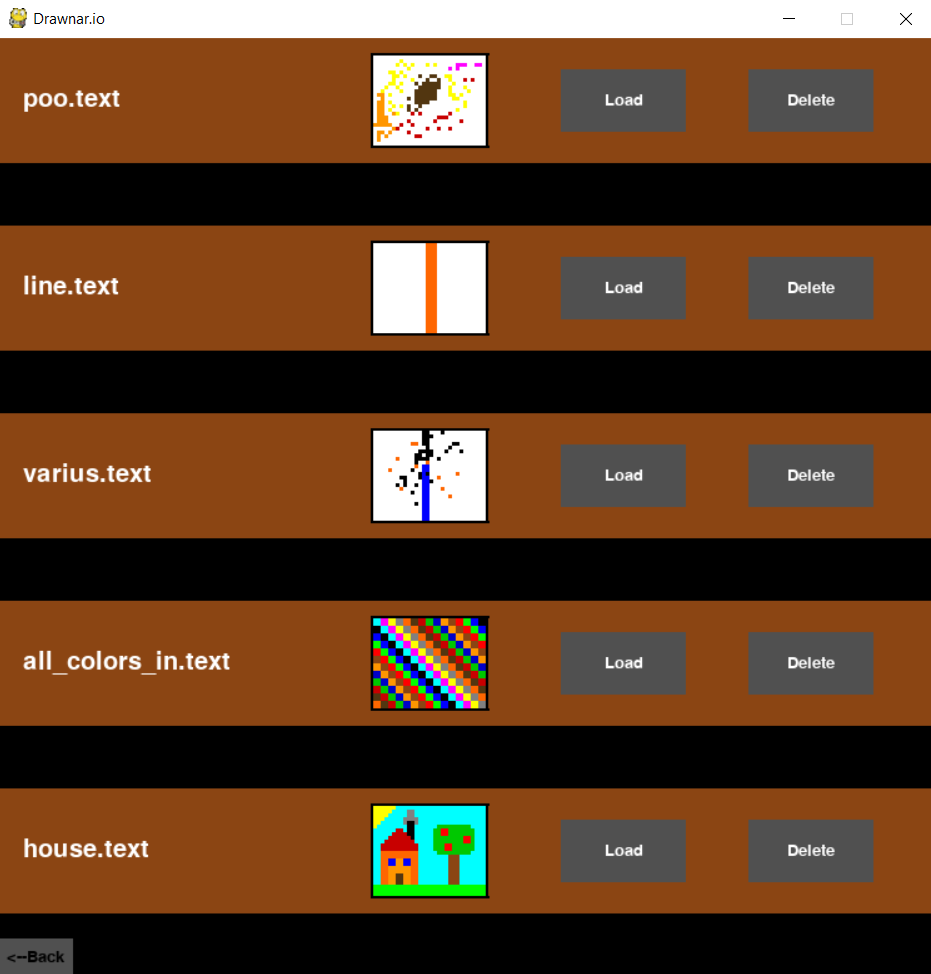 Drawnar.io
poo.text
Load
Delete
line.text
Load
Delete
varius.text
Load
Delete
all_colors_in.text
Load
Delete
house.text
Load
Delete
<--Back